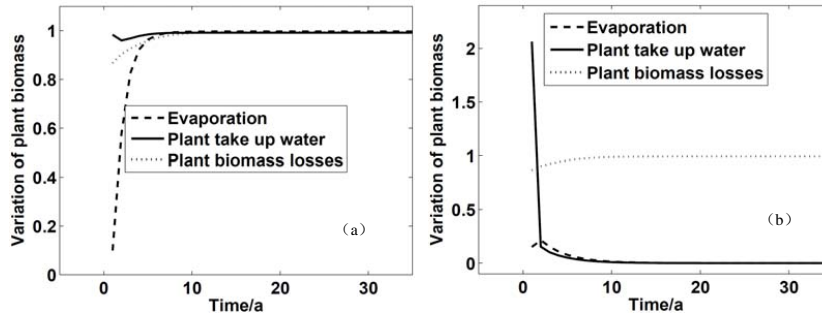 Variation of plant biomass
1
0.8
0.6
0.4
0.2
0
0
10
20
30
Time/a
Evaporation
Plant take up water
Plant biomass losses
（a）
Variation of plant biomass
2
1.5
1
0.5
0
0
10
20
30
Time/a
Evaporation
Plant take up water
Plant biomass losses
（b）